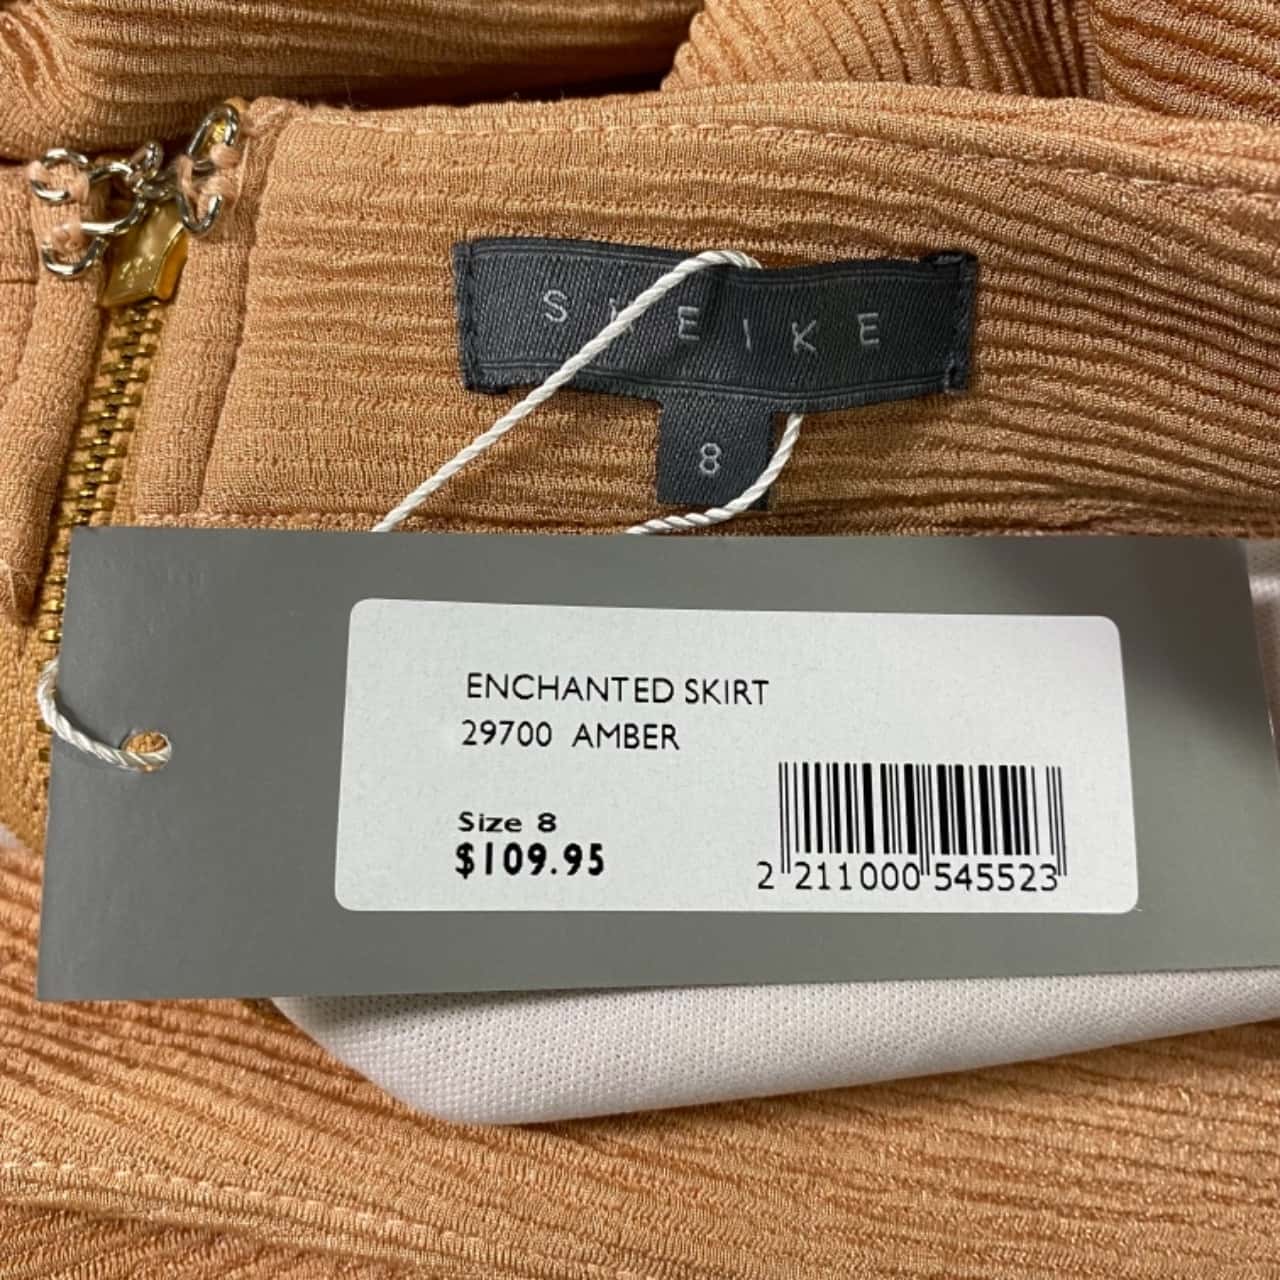 SHEIKE
8
ENCHANTED SKIRT
29700 AMBER
Size 8
$109.95
2 211000 545523